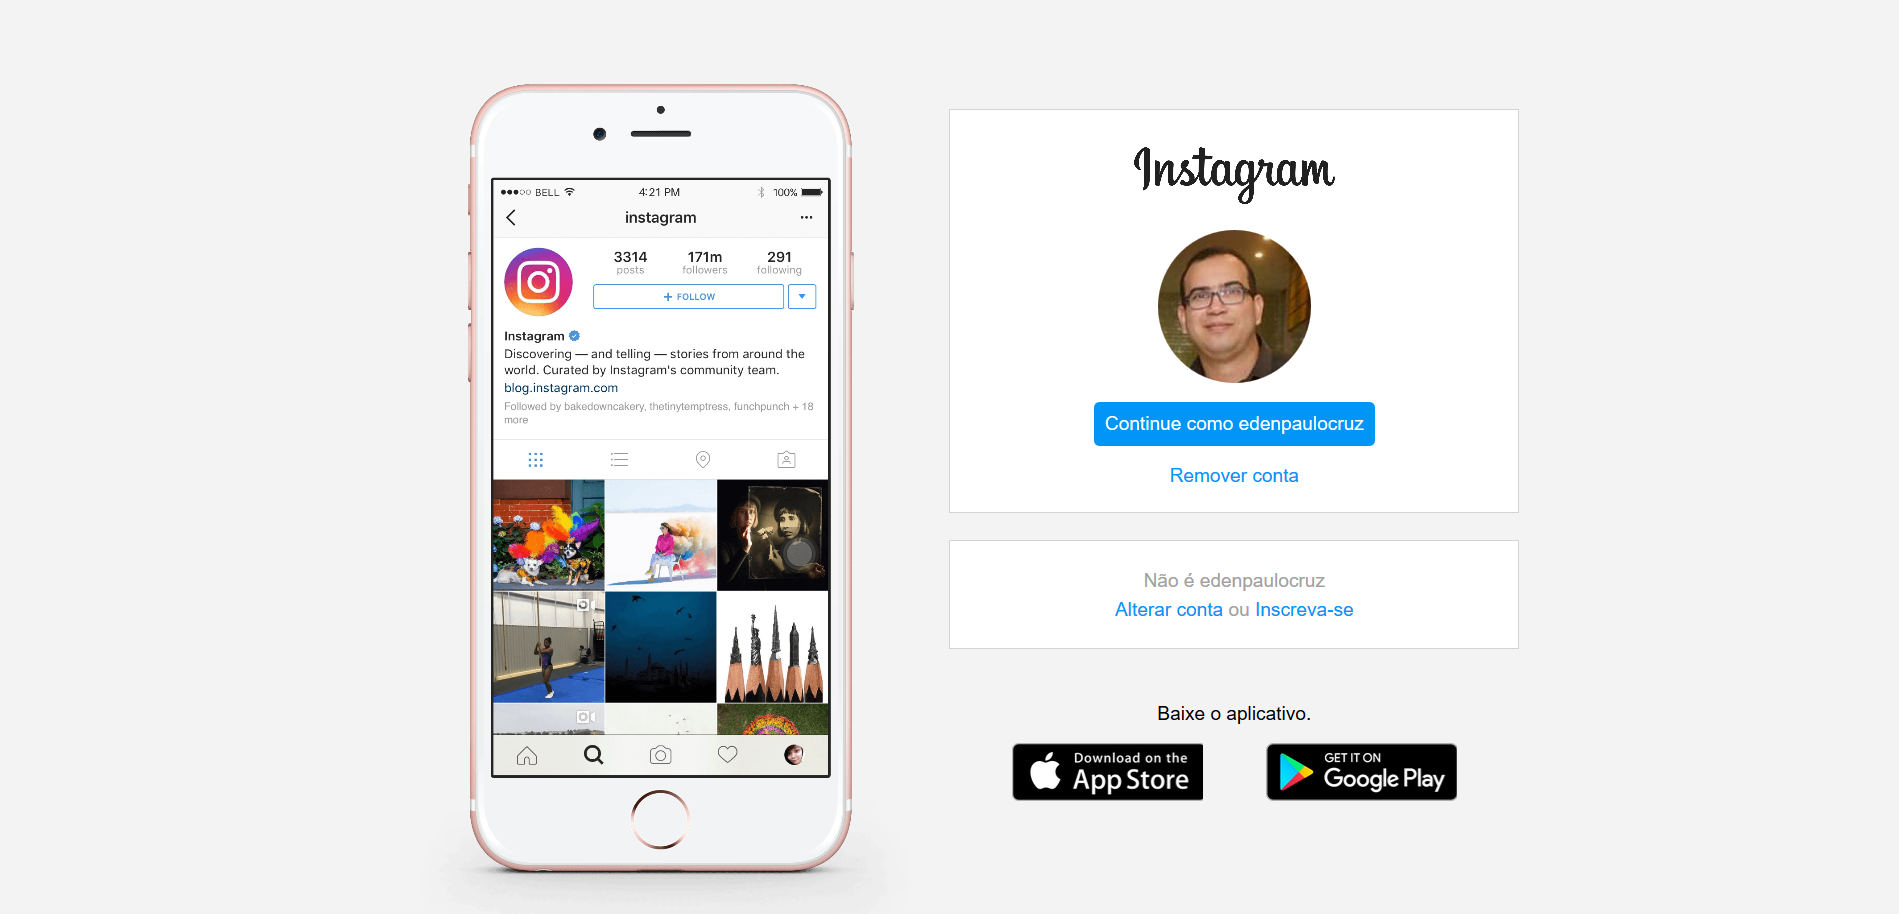 BELL 4:21 PM 100%
instagram
3314 171m 291
posts followers following
+ FOLLOW
Instagram
Discovering — and telling — stories from around the
world. Curated by Instagram's community team.
blog.instagram.com
Followed by bakedowncakery, thetinytemptress, funchpunch + 18
more
Instagram
Continue como edenpaulocruz
Remover conta
Não é edenpaulocruz
Alterar conta ou Inscreva-se
Baixe o aplicativo.
Download on the
App Store
GET IT ON
Google Play